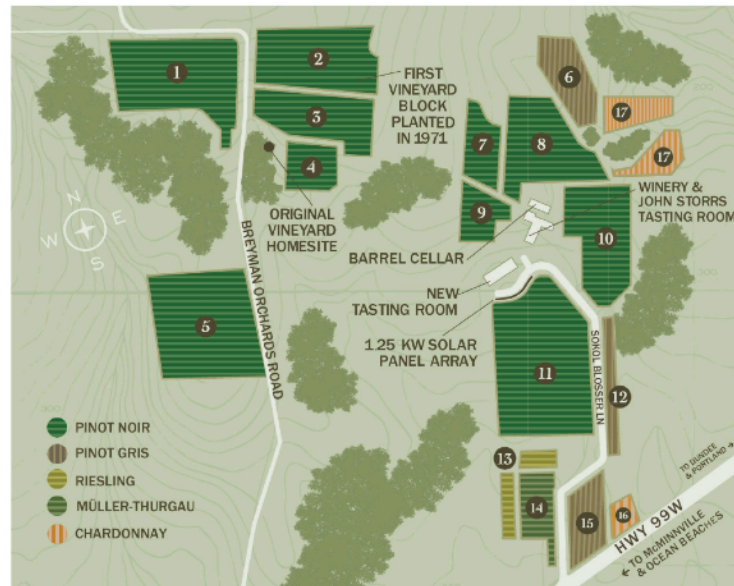 1
2
FIRST
VINEYARD
BLOCK
PLANTED
IN 1971
3
4
ORIGINAL
VINEYARD
HOMESITE
N
W E
S
BREYMAN ORCHARDS ROAD
5
6
17
17
7
8
9
WINERY &
JOHN STORRS
TASTING ROOM
10
BARREL CELLAR
NEW
TASTING ROOM
1.25 KW SOLAR
PANEL ARRAY
11
SOKOL BLOSSER LN
12
13
14
15
16
TO DUNDEE
& PORTLAND
HWY 99W
TO McMINNVILLE
& OCEAN BEACHES
PINOT NOIR
PINOT GRIS
RIESLING
MÜLLER-THURGAU
CHARDONNAY